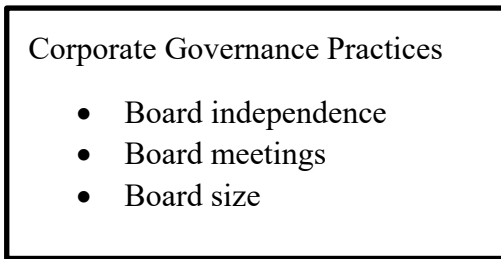 Corporate Governance Practices
• Board independence
• Board meetings
• Board size